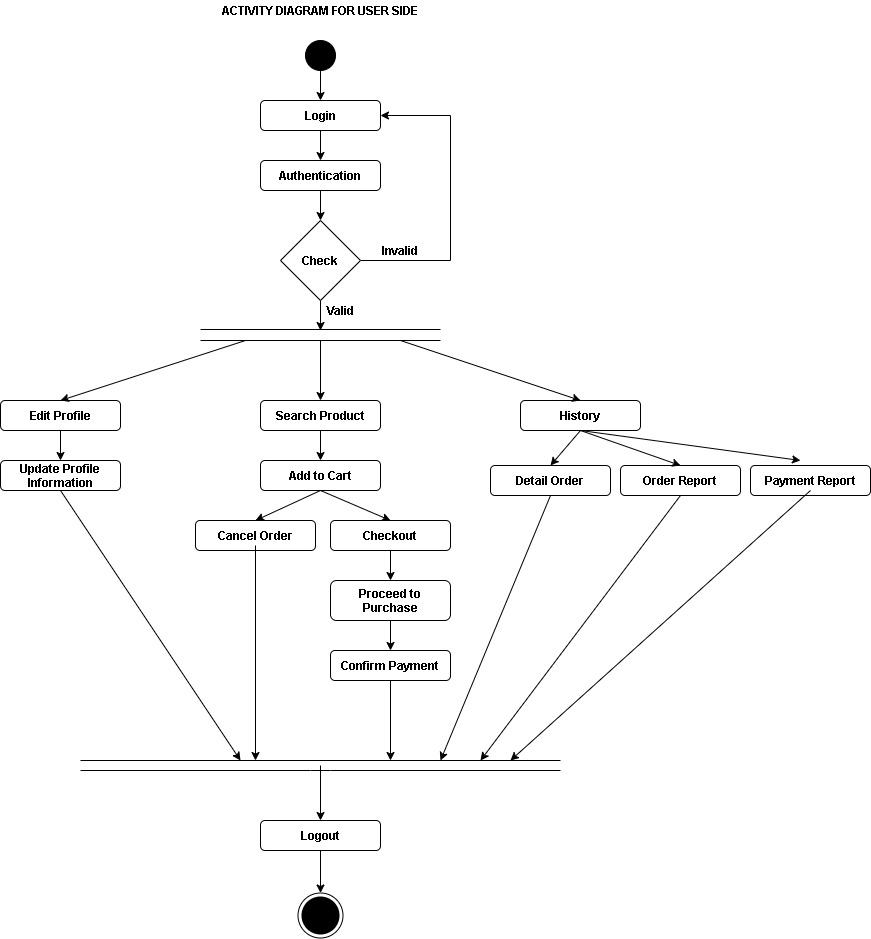 ACTIVITY DIAGRAM FOR USER SIDE
Login
Authentication
Check
Invalid
Valid
Edit Profile
Search Product
History
Update Profile
Information
Add to Cart
Detail Order
Order Report
Payment Report
Cancel Order
Checkout
Proceed to
Purchase
Confirm Payment
Logout